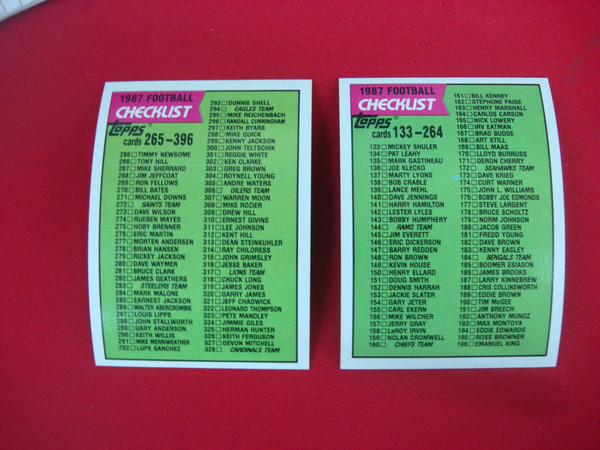 1987 FOOTBALL
CHECKLIST
Topps®
cards 265-396
265 TIMMY NEWSOME
266 TONY HILL
267 MIKE SHERRARD
268 JIM JEFFCOAT
269 RON FELLOWS
270 BILL BATES
271 MICHAEL DOWNS
272 SAINTS TEAM
273 DAVE WILSON
274 RUEBEN MAYES
275 HOBY BRENNER
276 ERIC MARTIN
277 MORTEN ANDERSEN
278 BRIAN HANSEN
279 RICKEY JACKSON
280 DAVE WAYMER
281 BRUCE CLARK
282 JAMES GEATHERS
283 STEELERS TEAM
284 MARK MALONE
285 EARNEST JACKSON
286 WALTER ABERCROMBIE
287 LOUIS LIPPS
288 JOHN STALLWORTH
289 GARY ANDERSON
290 KEITH WILLIS
291 MIKE MERRIWEATHER
292 LUPE SANCHEZ
293 DONNIE SHELL
294 EAGLES TEAM
295 MIKE REICHENBACH
296 RANDALL CUNNINGHAM
297 KEITH BYARS
298 MIKE QUICK
299 KENNY JACKSON
300 JOHN TELTSCHIK
301 REGGIE WHITE
302 KEN CLARKE
303 GREG BROWN
304 ROYNELL YOUNG
305 ANDRE WATERS
306 OILERS TEAM
307 WARREN MOON
308 MIKE ROZIER
309 DREW HILL
310 ERNEST GIVINS
311 LEE JOHNSON
312 KENT HILL
313 DEAN STEINKUHLER
314 RAY CHILDRESS
315 JOHN GRIMSLEY
316 JESSE BAKER
317 LIONS TEAM
318 CHUCK LONG
319 JAMES JONES
320 GARRY JAMES
321 JEFF CHADWICK
322 LEONARD THOMPSON
323 PETE MANDLEY
324 JIMMIE GILES
325 HERMAN HUNTER
326 KEITH FERGUSON
327 DEVON MITCHELL
328 CARDINALS TEAM
1987 FOOTBALL
CHECKLIST
Topps®
cards 133-264
133 MICKEY SHULER
134 PAT LEAHY
135 MARK GASTINEAU
136 JOE KLECKO
137 MARTY LYONS
138 BOB CRABLE
139 LANCE MEHL
140 DAVE JENNINGS
141 HARRY HAMILTON
142 LESTER LYLES
143 BOBBY HUMPHERY
144 RAMS TEAM
145 JIM EVERETT
146 ERIC DICKERSON
147 BARRY REDDEN
148 RON BROWN
149 KEVIN HOUSE
150 HENRY ELLARD
151 DOUG SMITH
152 DENNIS HARRAH
153 JACKIE SLATER
154 GARY JETER
155 CARL EKERN
156 MIKE WILCHER
157 JERRY GRAY
158 LeROY IRVIN
159 NOLAN CROMWELL
160 CHIEFS TEAM
161 BILL KENNEY
162 STEPHONE PAIGE
163 HENRY MARSHALL
164 CARLOS CARSON
165 NICK LOWERY
166 IRV EATMAN
167 BRAD BUDDE
168 ART STILL
169 BILL MAAS
170 LLOYD BURRUSS
171 DERON CHERRY
172 SEAHAWKS TEAM
173 DAVE KRIEG
174 CURT WARNER
175 JOHN L. WILLIAMS
176 BOBBY JOE EDMONDS
177 STEVE LARGENT
178 BRUCE SCHOLTZ
179 NORM JOHNSON
180 JACOB GREEN
181 FREDD YOUNG
182 DAVE BROWN
183 KENNY EASLEY
184 BENGALS TEAM
185 BOOMER ESIASON
186 JAMES BROOKS
187 LARRY KINNEBREW
188 CRIS COLLINSWORTH
189 EDDIE BROWN
190 TIM McGEE
191 JIM BREECH
192 ANTHONY MUNOZ
193 MAX MONTOYA
194 EDDIE EDWARDS
195 ROSS BROWNER
196 EMANUEL KING